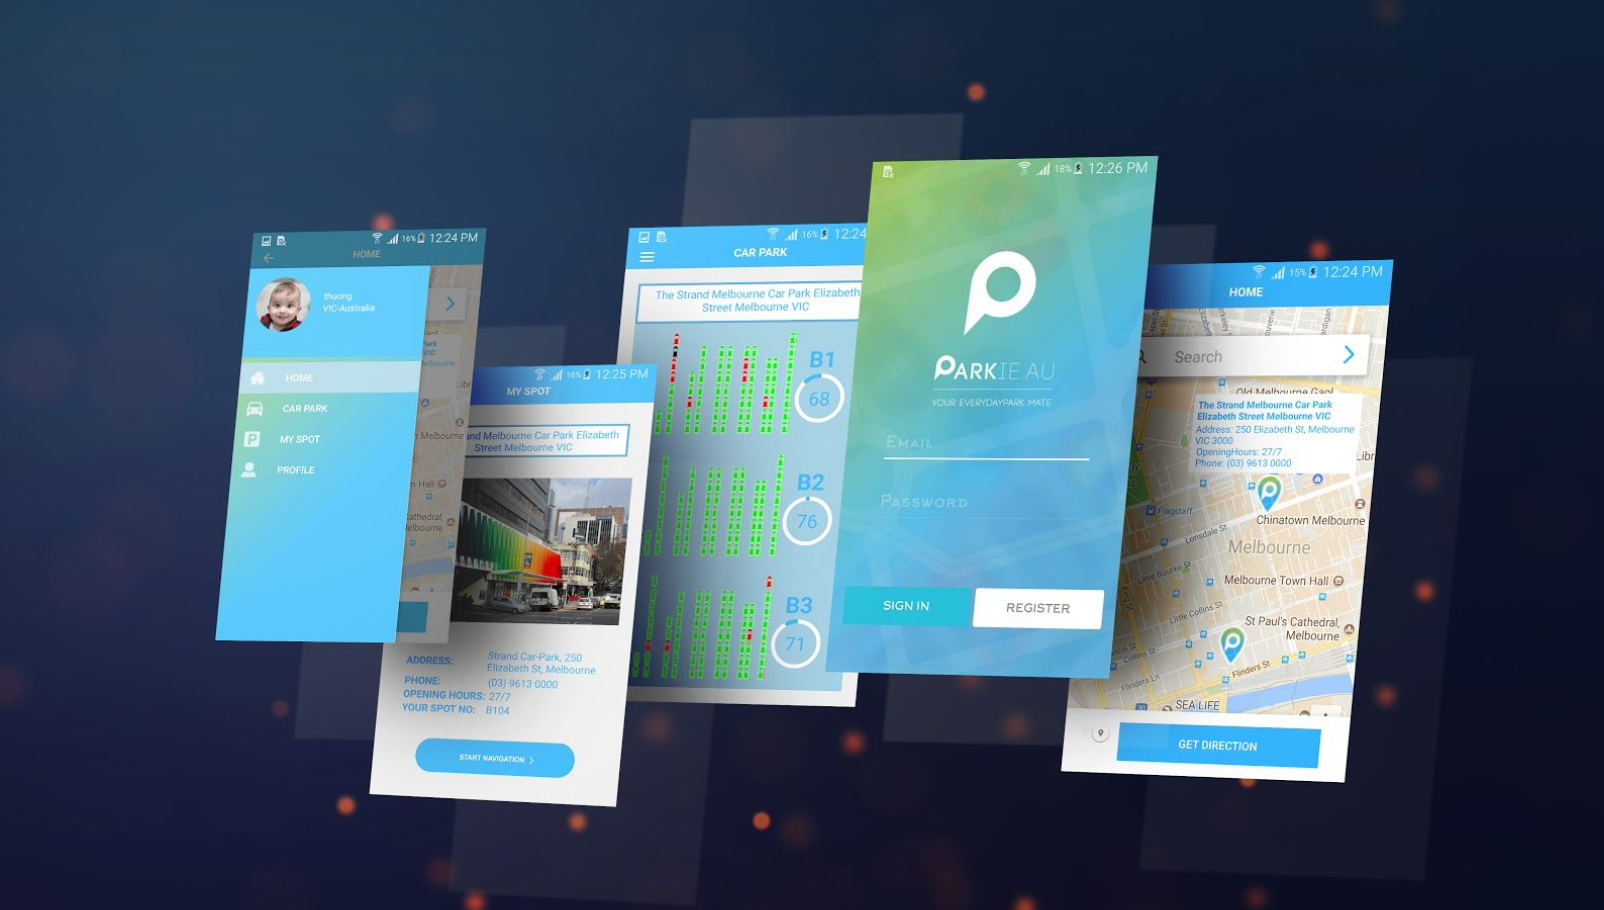 16% 12:24 PM
HOME
thuong
VIC-Australia
HOME
CAR PARK
MY SPOT
PROFILE
16% 12:25 PM
MY SPOT
Melbourne Car Park Elizabeth
Street Melbourne VIC
ADDRESS: Strand Car-Park, 250
Elizabeth St, Melbourne
PHONE: (03) 9613 0000
OPENING HOURS: 27/7
YOUR SPOT NO: B104
START NAVIGATION
16% 12:24
CAR PARK
The Strand Melbourne Car Park Elizabeth
Street Melbourne VIC
B1
68
B2
76
B3
71
18% 12:26 PM
PARKIE.AU
YOUR EVERYDAYPARK MATE
EMAIL
PASSWORD
SIGN IN
REGISTER
15% 12:24 PM
HOME
Search
Old Melbourne Gaol
The Strand Melbourne Car Park
Elizabeth Street Melbourne VIC
Address: 250 Elizabeth St, Melbourne
VIC 3000
OpeningHours: 27/7
Phone: (03) 9613 0000
Flagstaff
Chinatown Melbourne
Lonsdale St
Melbourne
Little Bourke St
Melbourne Town Hall
Little Collins St
St Paul's Cathedral,
Melbourne
Collins St
Flinders St
Flinders Ln
SEA LIFE
GET DIRECTION